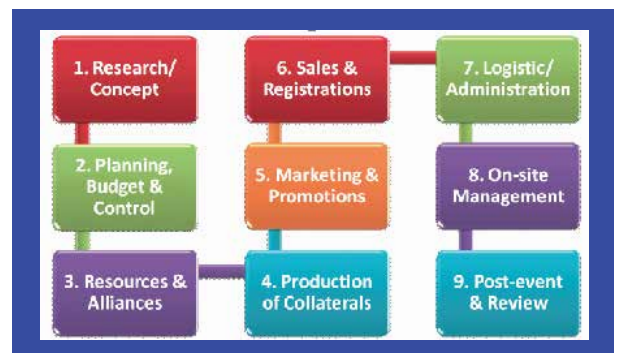 1. Research/
Concept
2. Planning,
Budget &
Control
3. Resources &
Alliances
4. Production
of Collaterals
5. Marketing &
Promotions
6. Sales &
Registrations
7. Logistic/
Administration
8. On-site
Management
9. Post-event
& Review